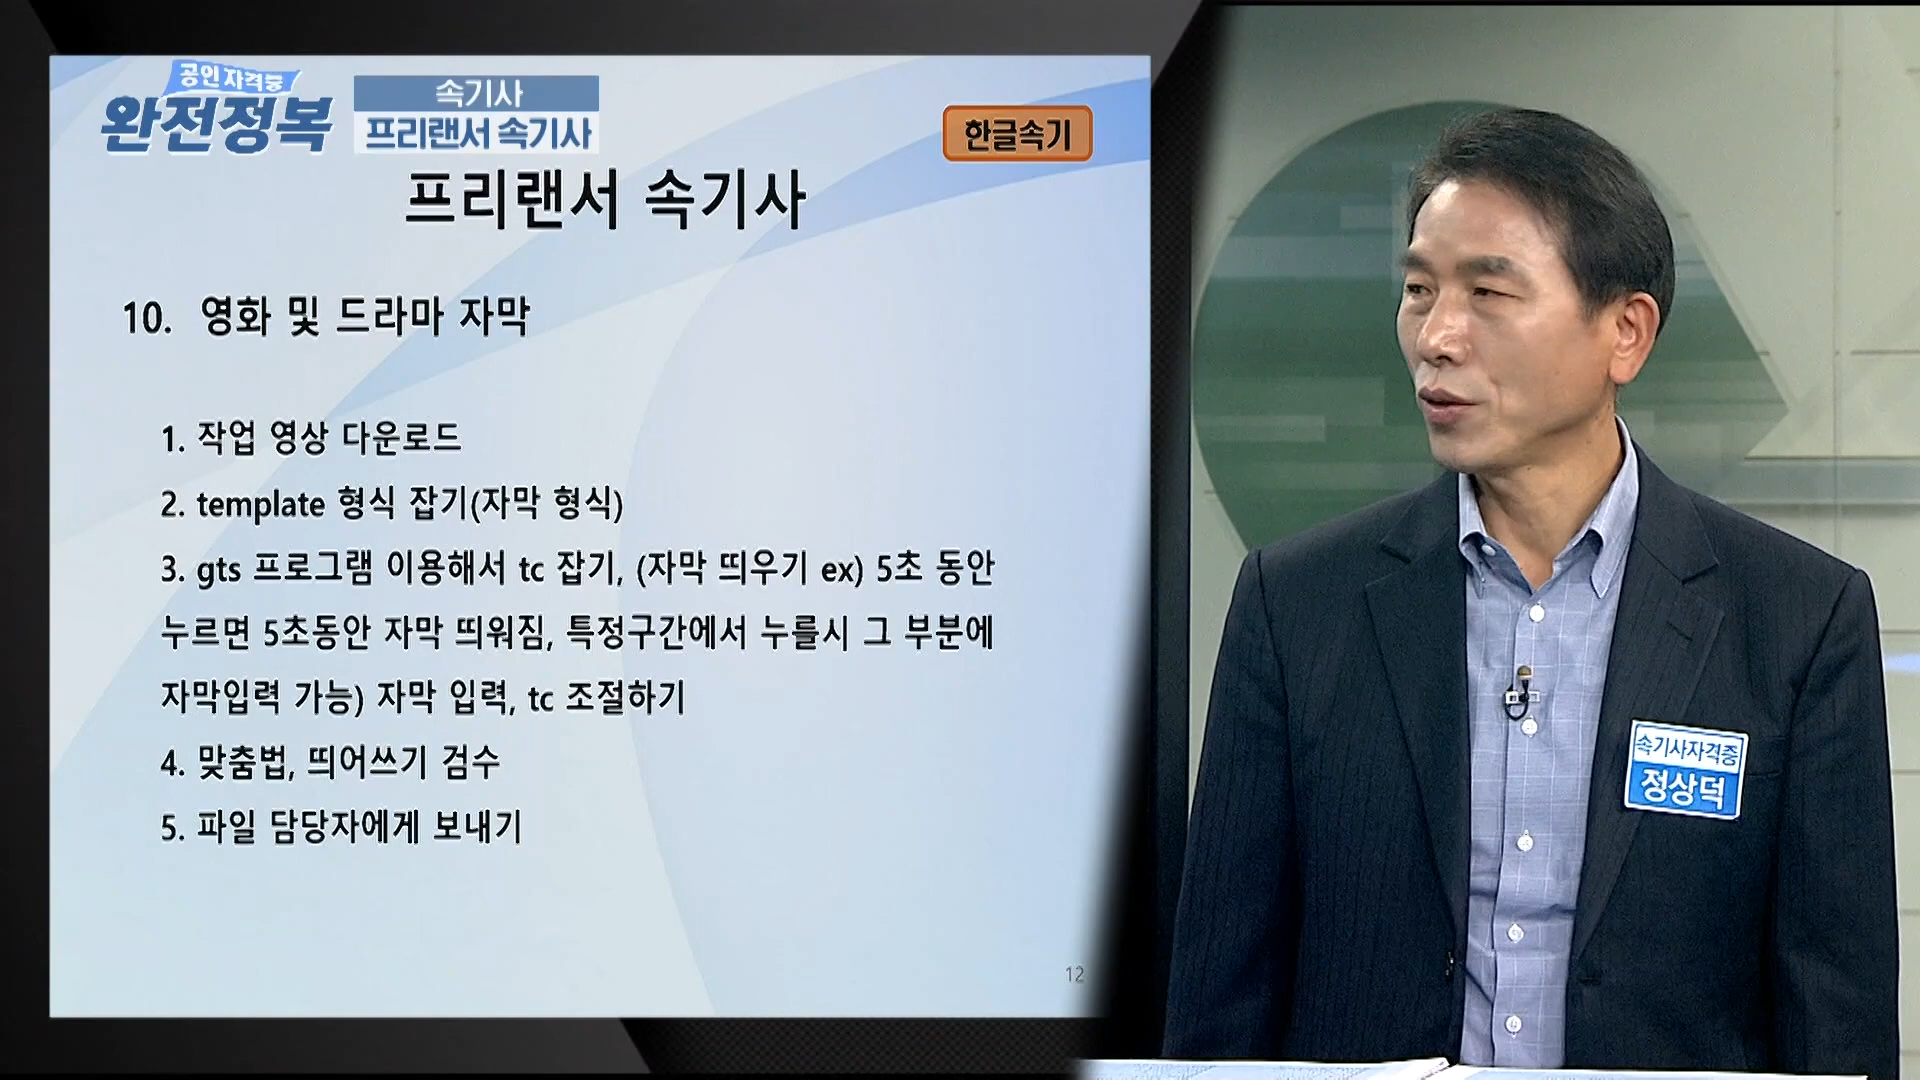 공인 자격증
완전정복
속기사
프리랜서 속기사
한글속기
프리랜서 속기사
10. 영화 및 드라마 자막
1. 작업 영상 다운로드
2. template 형식 잡기(자막 형식)
3. gts 프로그램 이용해서 tc 잡기, (자막 띄우기 ex) 5초 동안
누르면 5초동안 자막 띄워짐, 특정구간에서 누를시 그 부분에
자막입력 가능) 자막 입력, tc 조절하기
4. 맞춤법, 띄어쓰기 검수
5. 파일 담당자에게 보내기
12
속기사자격증
정상덕